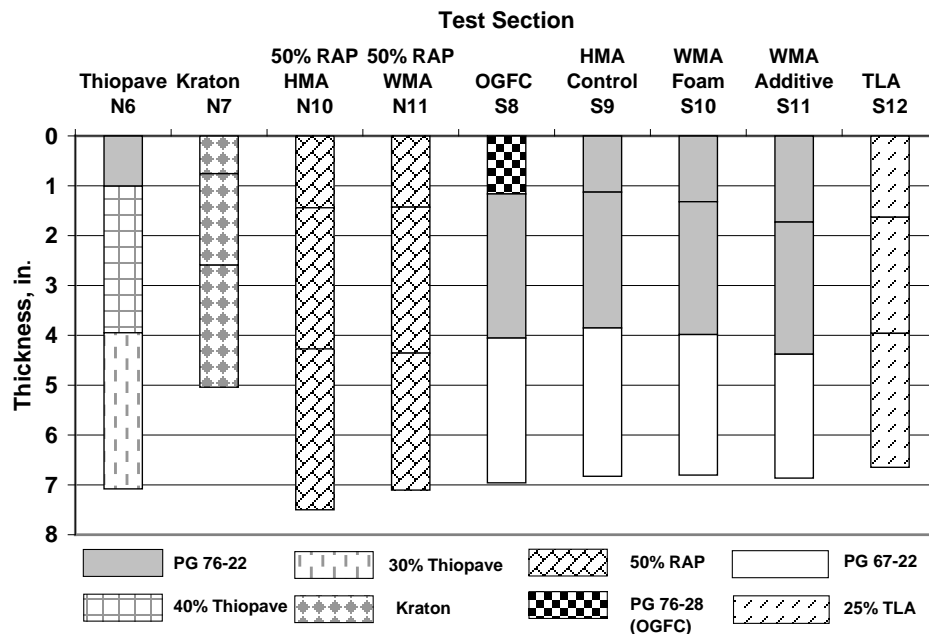 Test Section
50% RAP 50% RAP HMA WMA WMA
Thiopave Kraton HMA WMA OGFC Control Foam Additive TLA
N6 N7 N10 N11 S8 S9 S10 S11 S12
Thickness, in.
0
1
2
3
4
5
6
7
8
PG 76-22 30% Thiopave 50% RAP PG 67-22
40% Thiopave Kraton PG 76-28 25% TLA
(OGFC)